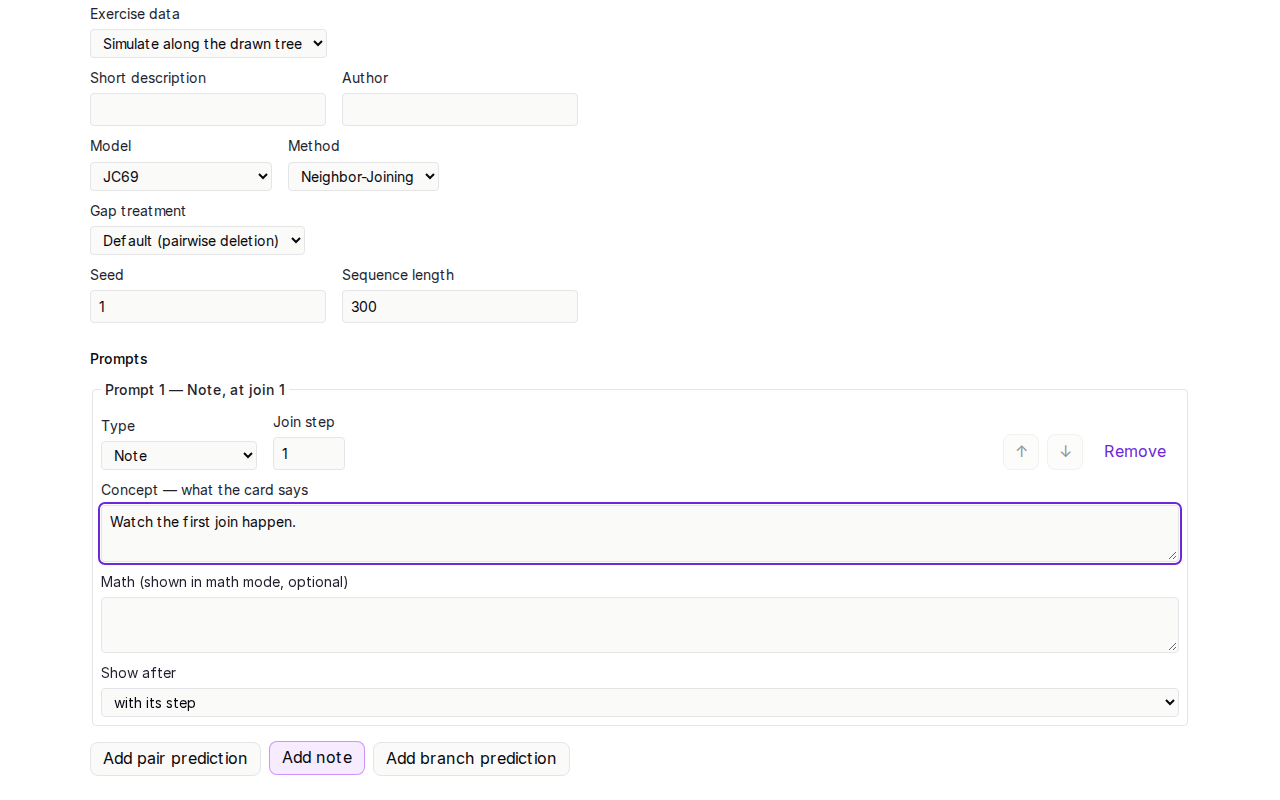 Exercise data
Simulate along the drawn tree
Short description Author
Model Method
JC69 Neighbor-Joining
Gap treatment
Default (pairwise deletion)
Seed Sequence length
1 300
Prompts
Prompt 1 — Note, at join 1
Type Join step
Note 1 ↑ ↓ Remove
Concept — what the card says
Watch the first join happen.
Math (shown in math mode, optional)
Show after
with its step
Add pair prediction Add note Add branch prediction